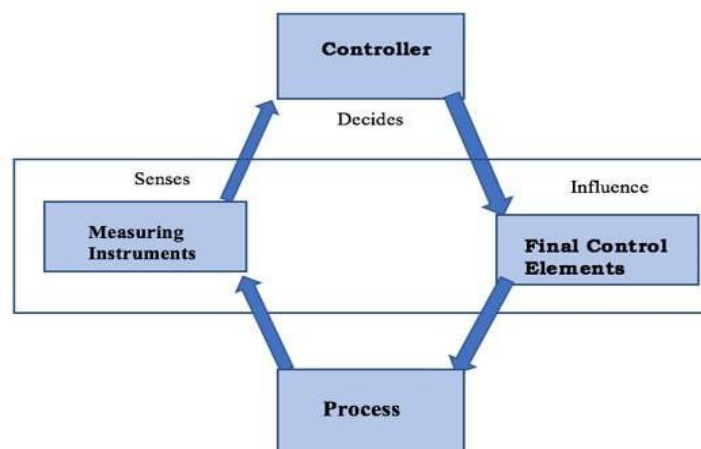 Controller
Decides
Senses
Influence
Measuring
Instruments
Final Control
Elements
Process